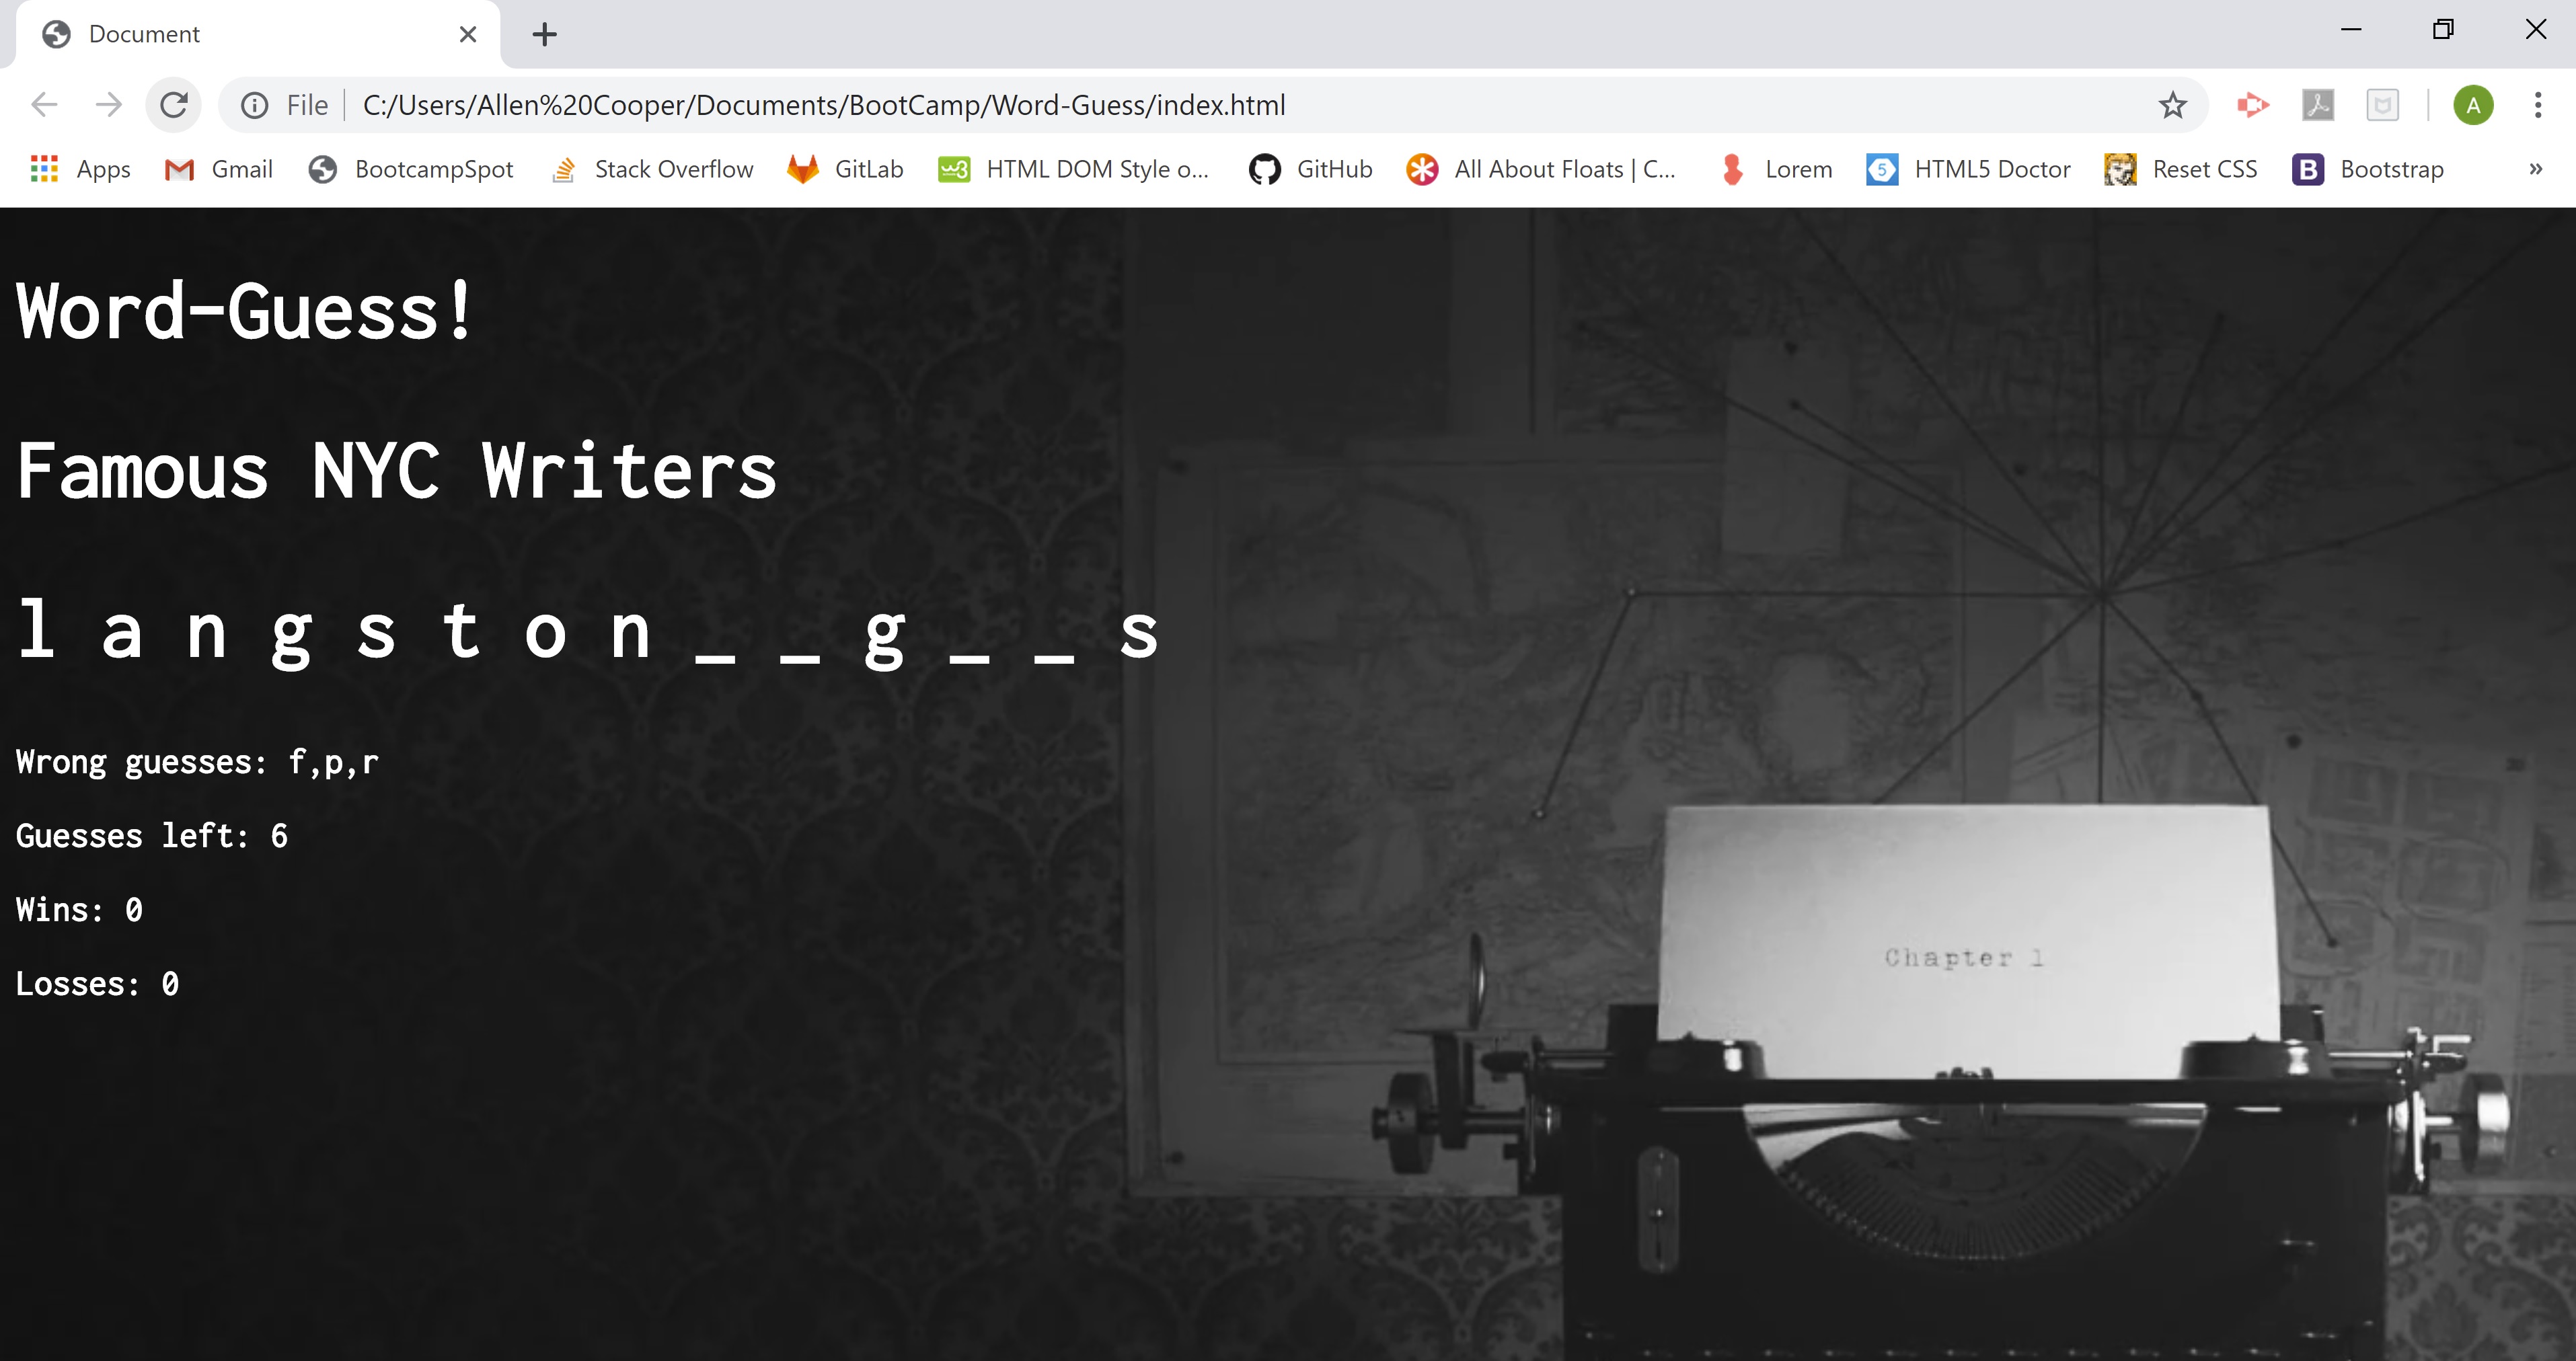 Document
File C:/Users/Allen%20Cooper/Documents/BootCamp/Word-Guess/index.html
A
Apps Gmail BootcampSpot Stack Overflow GitLab w3 HTML DOM Style o... GitHub All About Floats | C... Lorem 5 HTML5 Doctor Reset CSS B Bootstrap »
Word-Guess!
Famous NYC Writers
l a n g s t o n _ _ g _ _ s
Wrong guesses: f,p,r
Guesses left: 6
Wins: 0
Losses: 0
Chapter 1